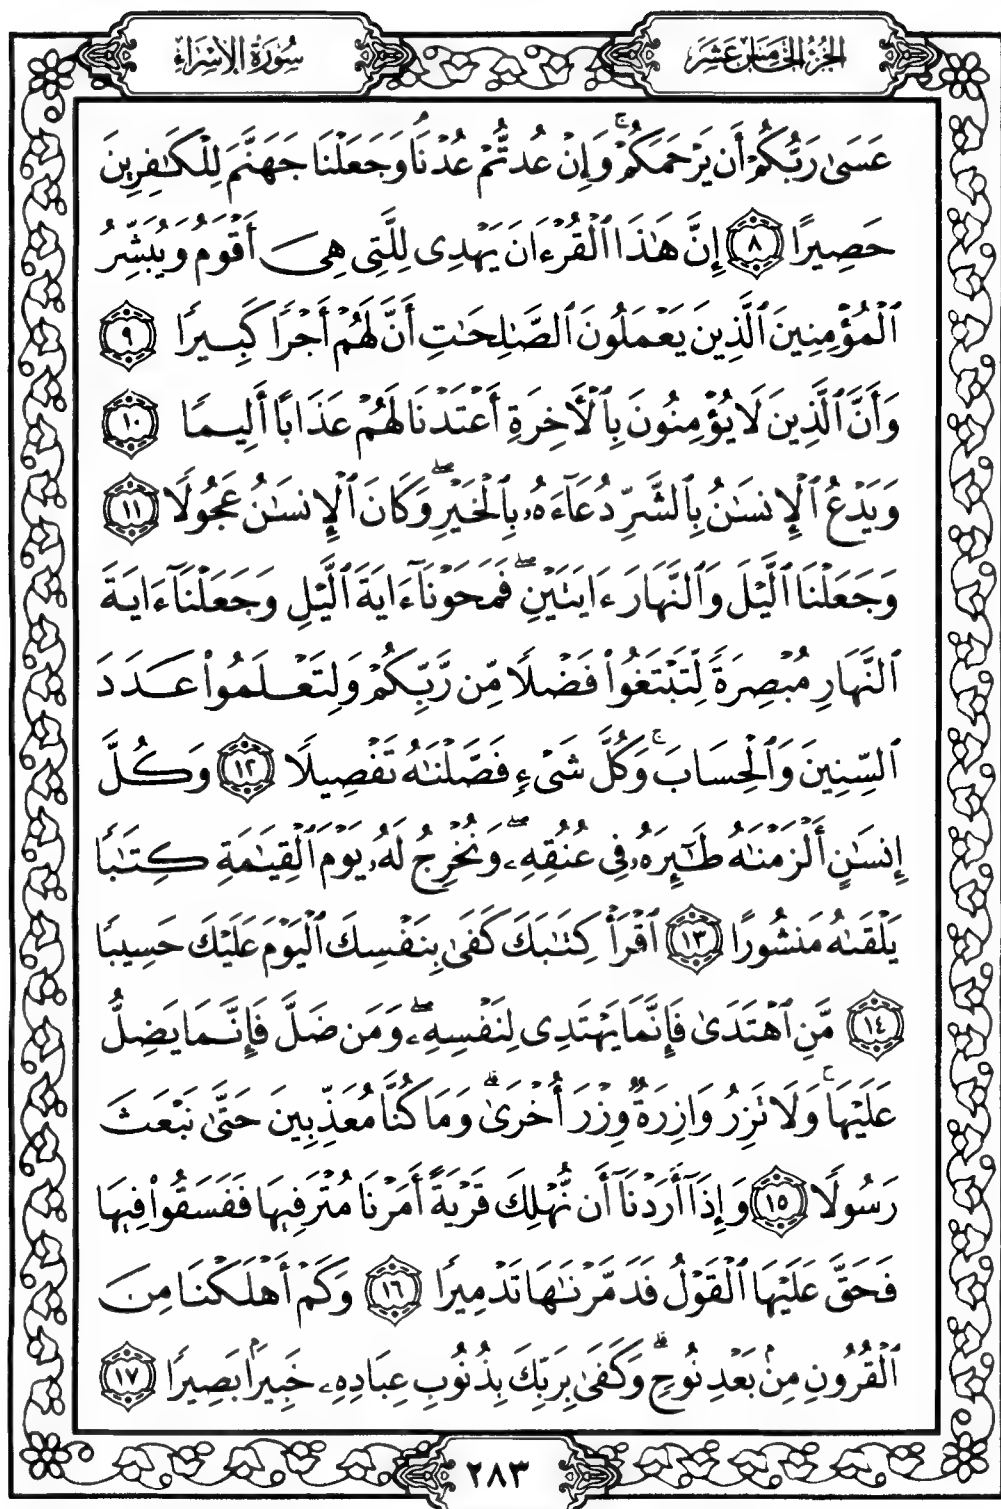 الجزء الخامس عشر
سورة الإسراء
عَسَىٰ رَبُّكُمْ أَن يَرْحَمَكُمْ ۚ وَإِنْ عُدتُّمْ عُدْنَا ۘ وَجَعَلْنَا جَهَنَّمَ لِلْكَـٰفِرِينَ
حَصِيرًا ٨ إِنَّ هَـٰذَا ٱلْقُرْءَانَ يَهْدِى لِلَّتِى هِىَ أَقْوَمُ وَيُبَشِّرُ
ٱلْمُؤْمِنِينَ ٱلَّذِينَ يَعْمَلُونَ ٱلصَّـٰلِحَـٰتِ أَنَّ لَهُمْ أَجْرًا كَبِيرًا ٩
وَأَنَّ ٱلَّذِينَ لَا يُؤْمِنُونَ بِٱلْأَخِرَةِ أَعْتَدْنَا لَهُمْ عَذَابًا أَلِيمًا ١٠
وَيَدْعُ ٱلْإِنسَـٰنُ بِٱلشَّرِّ دُعَآءَهُۥ بِٱلْخَيْرِ ۖ وَكَانَ ٱلْإِنسَـٰنُ عَجُولًا ١١
وَجَعَلْنَا ٱلَّيْلَ وَٱلنَّهَارَ ءَايَتَيْنِ ۖ فَمَحَوْنَآ ءَايَةَ ٱلَّيْلِ وَجَعَلْنَآ ءَايَةَ
ٱلنَّهَارِ مُبْصِرَةً لِّتَبْتَغُوا۟ فَضْلًا مِّن رَّبِّكُمْ وَلِتَعْلَمُوا۟ عَدَدَ
ٱلسِّنِينَ وَٱلْحِسَابَ ۚ وَكُلَّ شَىْءٍ فَصَّلْنَـٰهُ تَفْصِيلًا ١٢ وَكُلَّ
إِنسَـٰنٍ أَلْزَمْنَـٰهُ طَـٰٓئِرَهُۥ فِى عُنُقِهِۦ ۖ وَنُخْرِجُ لَهُۥ يَوْمَ ٱلْقِيَـٰمَةِ كِتَـٰبًا
يَلْقَىٰهُ مَنشُورًا ١٣ ٱقْرَأْ كِتَـٰبَكَ كَفَىٰ بِنَفْسِكَ ٱلْيَوْمَ عَلَيْكَ حَسِيبًا
١٤ مَّنِ ٱهْتَدَىٰ فَإِنَّمَا يَهْتَدِى لِنَفْسِهِۦ ۖ وَمَن ضَلَّ فَإِنَّمَا يَضِلُّ
عَلَيْهَا ۚ وَلَا تَزِرُ وَازِرَةٌ وِزْرَ أُخْرَىٰ ۗ وَمَا كُنَّا مُعَذِّبِينَ حَتَّىٰ نَبْعَثَ
رَسُولًا ١٥ وَإِذَآ أَرَدْنَآ أَن نُّهْلِكَ قَرْيَةً أَمَرْنَا مُتْرَفِيهَا فَفَسَقُوا۟ فِيهَا
فَحَقَّ عَلَيْهَا ٱلْقَوْلُ فَدَمَّرْنَـٰهَا تَدْمِيرًا ١٦ وَكَمْ أَهْلَكْنَا مِنَ
ٱلْقُرُونِ مِنۢ بَعْدِ نُوحٍ ۗ وَكَفَىٰ بِرَبِّكَ بِذُنُوبِ عِبَادِهِۦ خَبِيرًۢا بَصِيرًا ١٧
٢٨٣